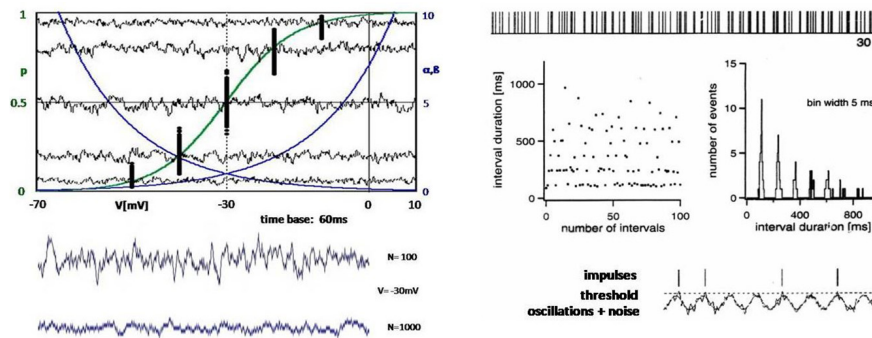 1
10
p
α,ß
0.5
5
0
0
-70
V[mV]
-30
0
10
time base: 60ms
N= 100
V= -30mV
N=1000
30
interval duration [ms]
1000
500
0
0
50
100
number of intervals
number of events
15
10
5
0
bin width 5 ms
0
400
800
interval duration [ms]
impulses
threshold
oscillations + noise